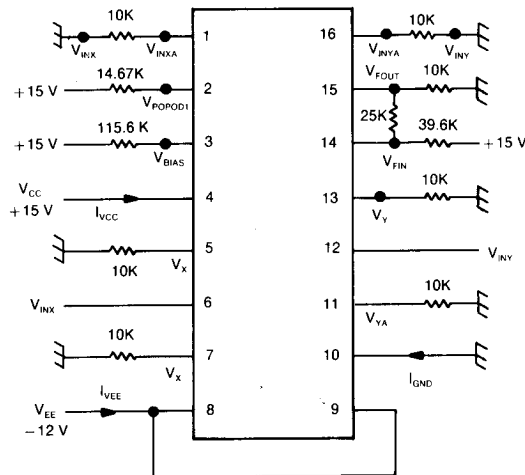 10K
V_INX
V_INXA
1
14.67K
+15 V
V_POPODI
2
115.6 K
+15 V
V_BIAS
3
V_CC
+15 V
I_VCC
4
5
10K
V_X
V_INX
6
10K
7
V_X
I_VEE
V_EE
8
-12 V
16
10K
V_INYA
V_INY
V_FOUT
10K
15
25K
39.6K
14
+15 V
V_FIN
10K
13
V_Y
12
V_INY
10K
11
V_YA
10
I_GND
9